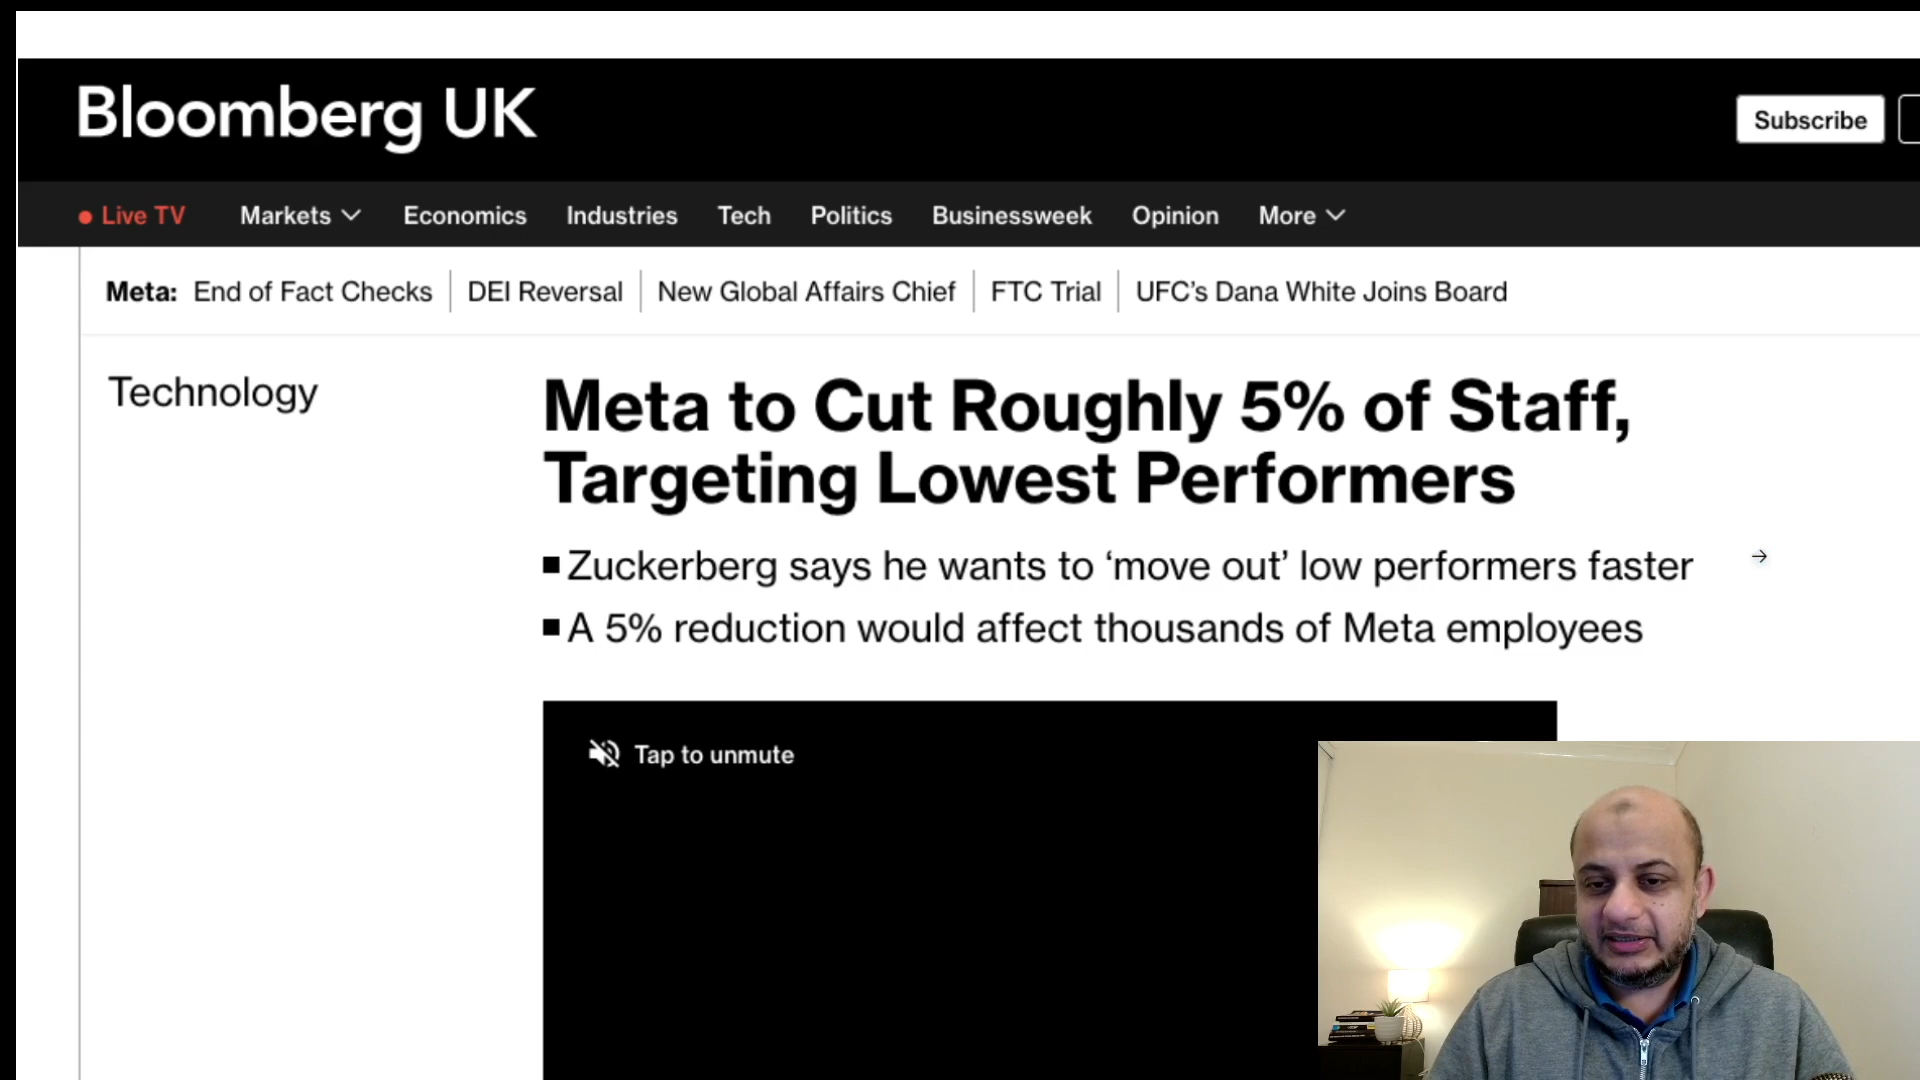 Bloomberg UK
Subscribe
Live TV Markets Economics Industries Tech Politics Businessweek Opinion More
Meta: End of Fact Checks DEI Reversal New Global Affairs Chief FTC Trial UFC's Dana White Joins Board
Technology
Meta to Cut Roughly 5% of Staff,
Targeting Lowest Performers
Zuckerberg says he wants to ‘move out’ low performers faster
A 5% reduction would affect thousands of Meta employees
Tap to unmute